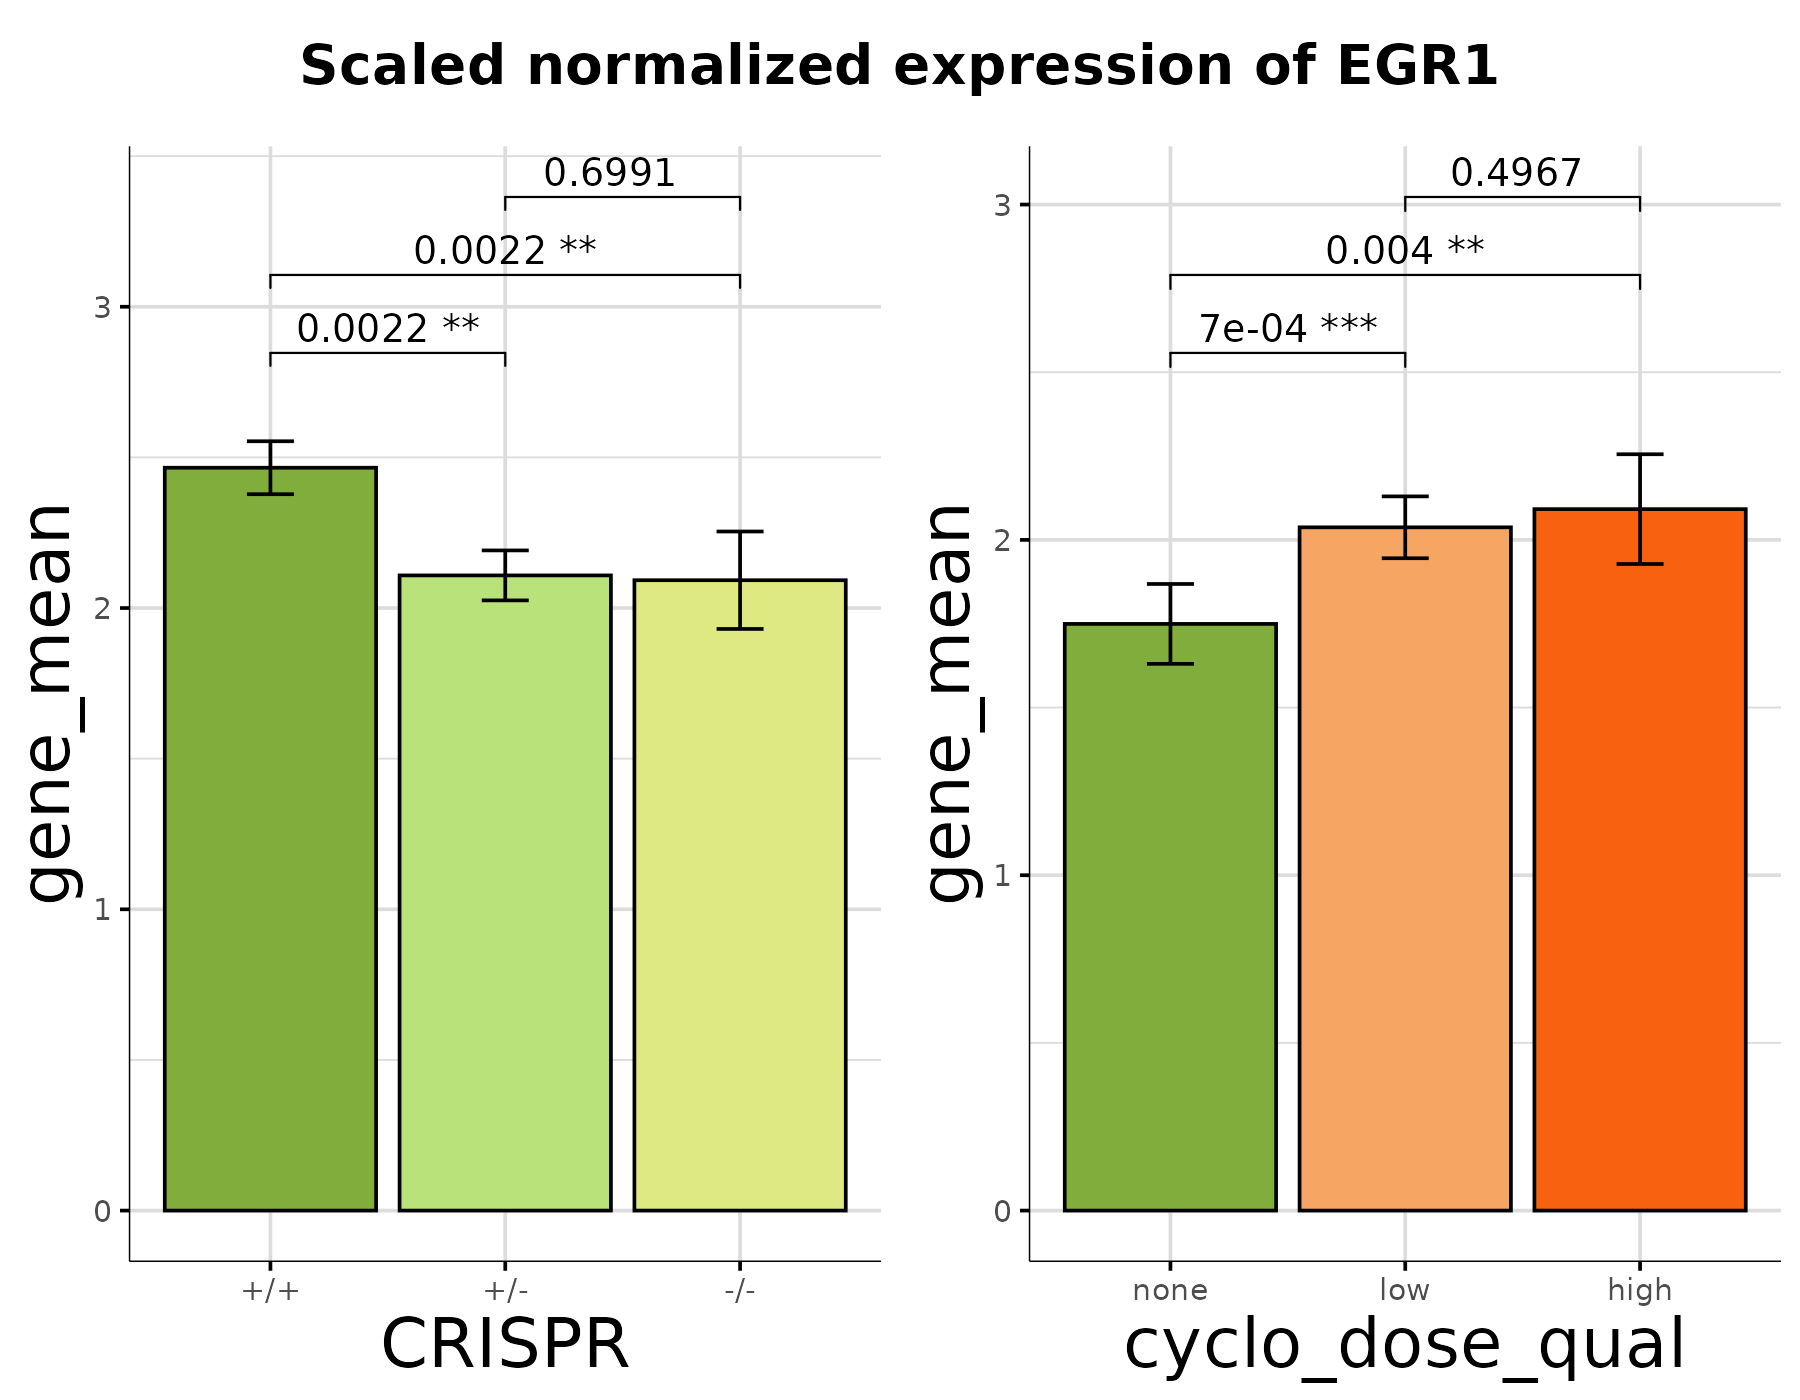 Scaled normalized expression of EGR1
gene_mean
0.6991
0.0022 **
0.0022 **
3
2
1
0
+/+ +/- -/-
CRISPR
gene_mean
0.4967
0.004 **
7e-04 ***
3
2
1
0
none low high
cyclo_dose_qual